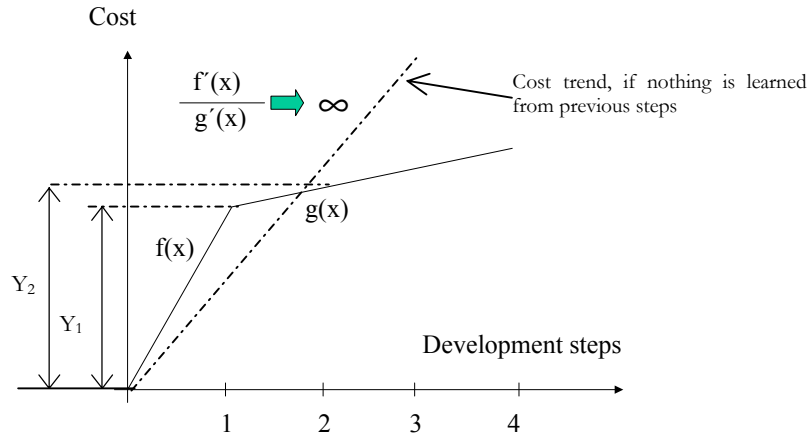 Cost
f´(x)
g´(x)
∞
Cost trend, if nothing is learned
from previous steps
g(x)
f(x)
Y2
Y1
Development steps
1 2 3 4